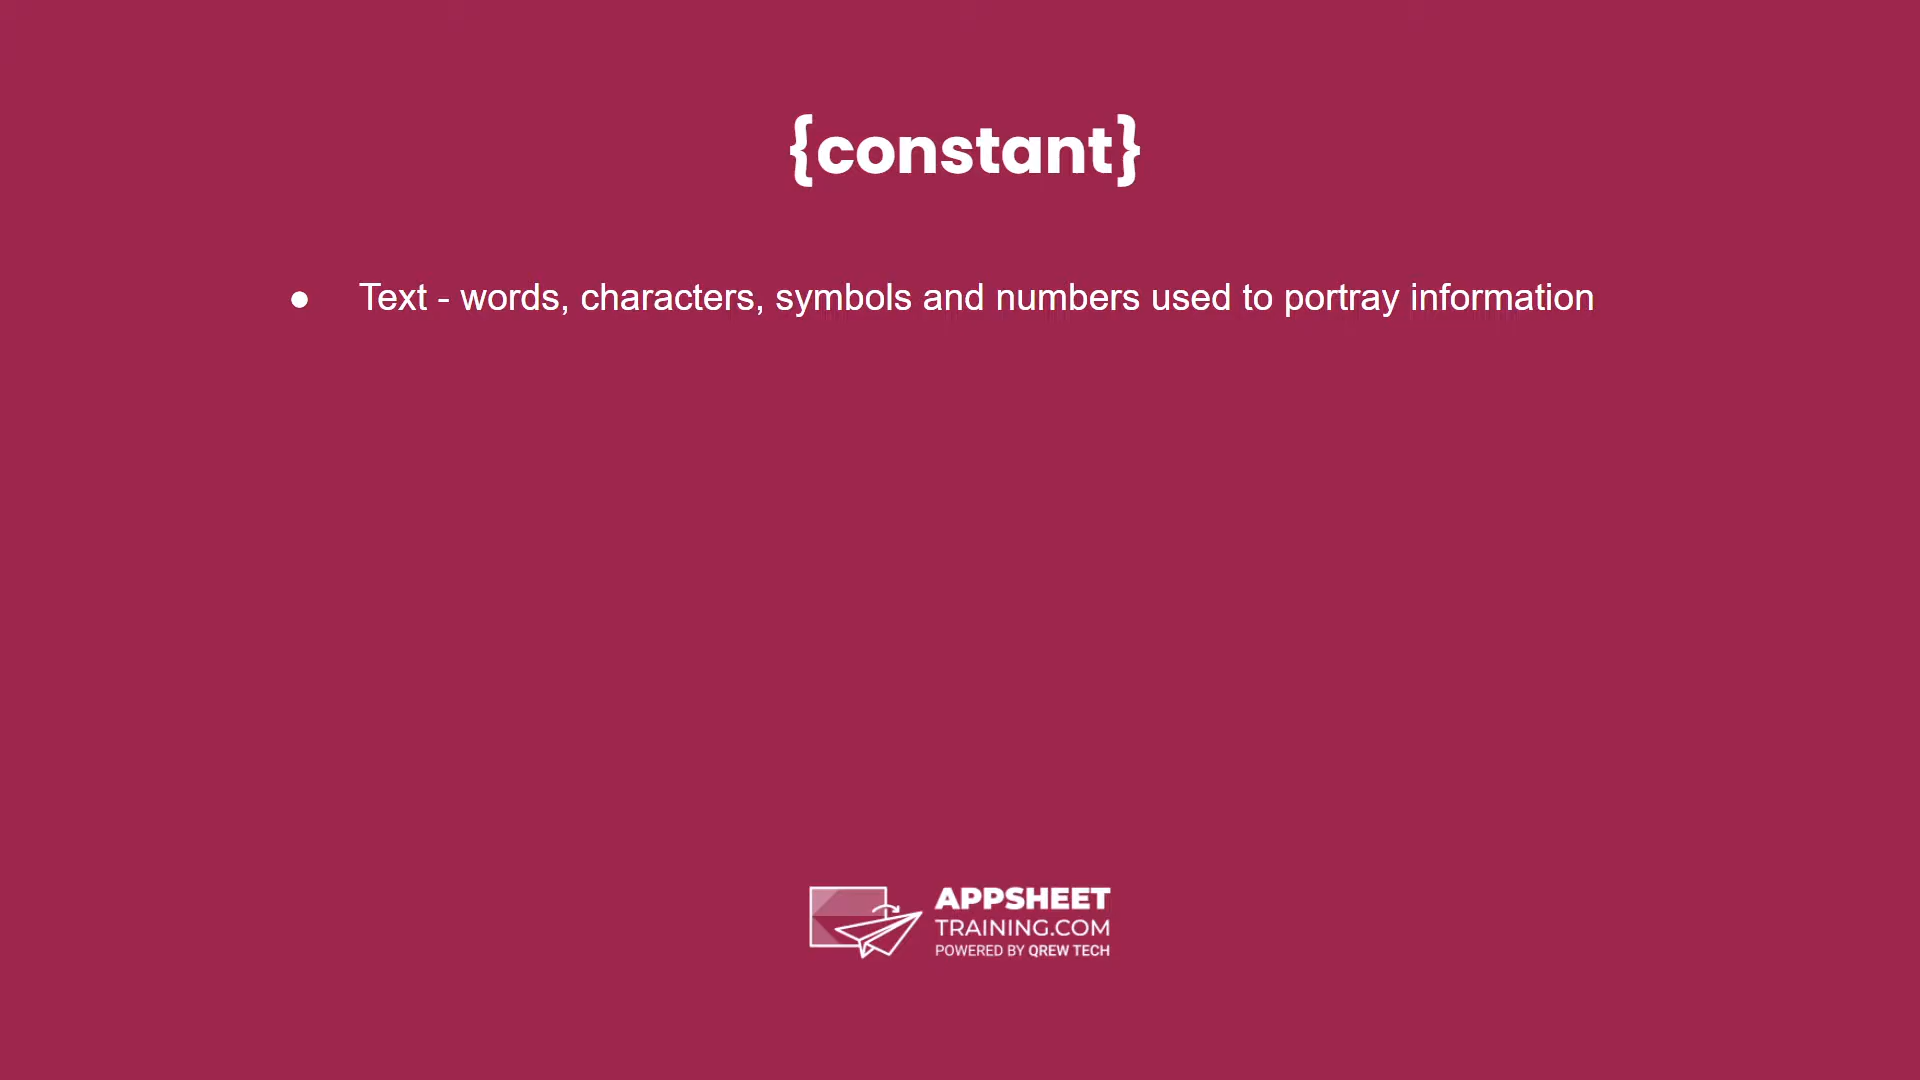 {constant}
● Text - words, characters, symbols and numbers used to portray information
APPSHEET
TRAINING.COM
POWERED BY QREW TECH